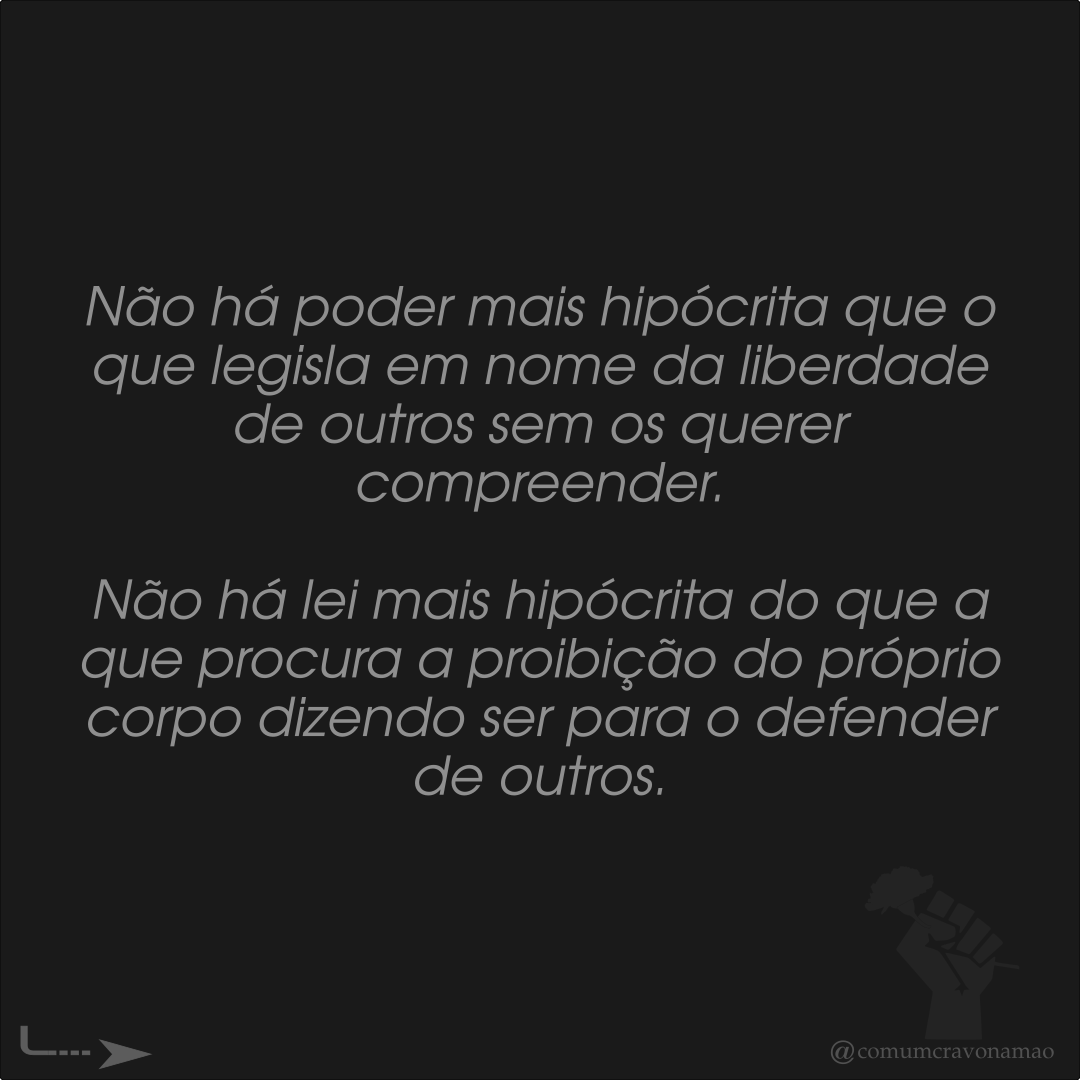 Não há poder mais hipócrita que o
que legisla em nome da liberdade
de outros sem os querer
compreender.
Não há lei mais hipócrita do que a
que procura a proibição do próprio
corpo dizendo ser para o defender
de outros.
@comumcravonamao